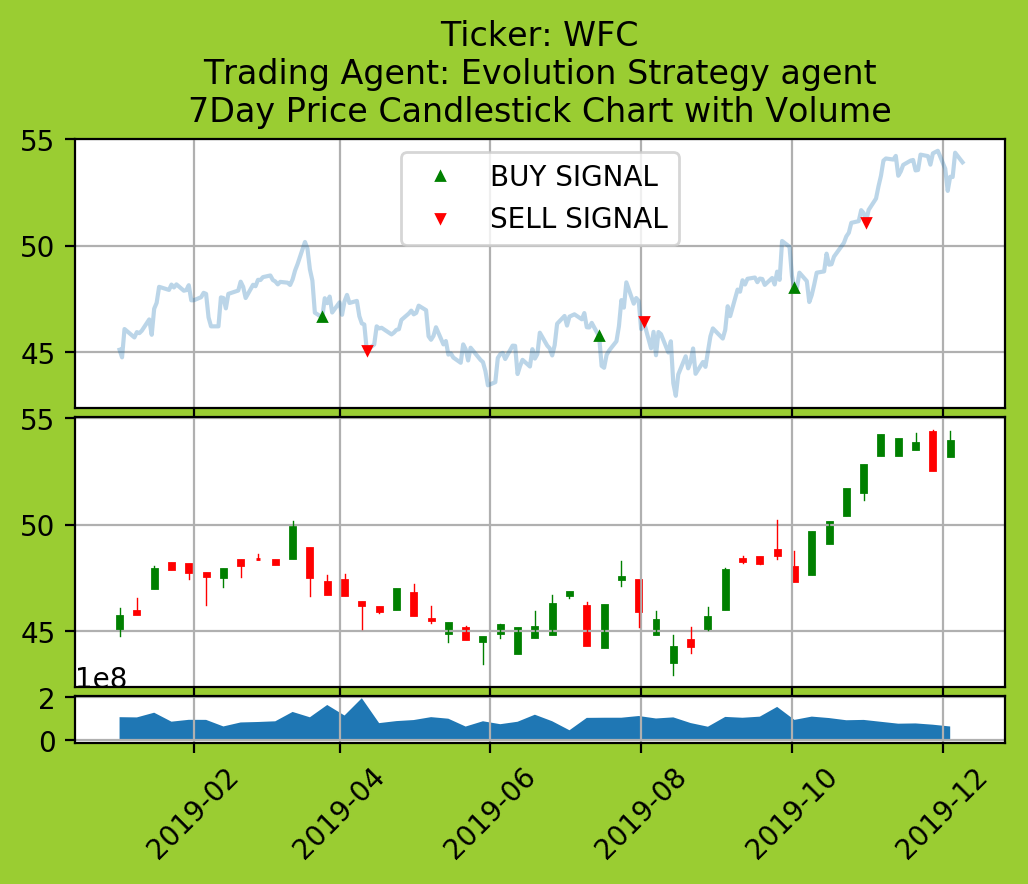 Ticker: WFC
Trading Agent: Evolution Strategy agent
7Day Price Candlestick Chart with Volume
55
BUY SIGNAL
SELL SIGNAL
50
45
55
50
45
1e8
2
0
2019-02
2019-04
2019-06
2019-08
2019-10
2019-12